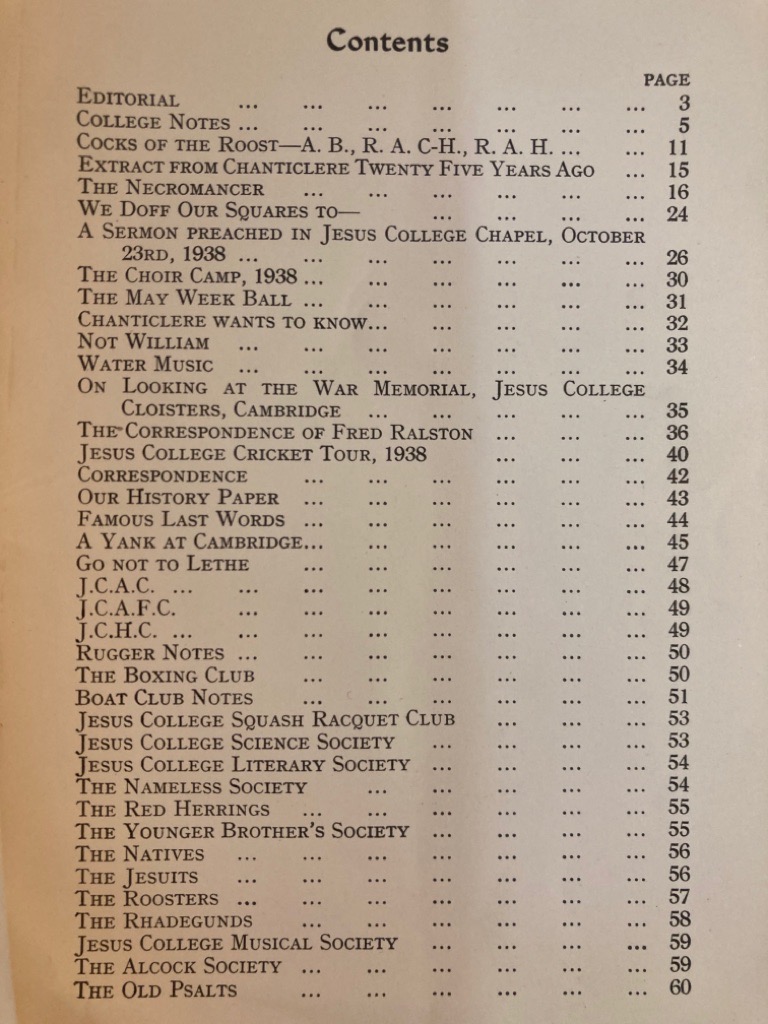 Contents
PAGE
EDITORIAL ... ... ... ... ... ... ... 3
COLLEGE NOTES ... ... ... ... ... ... ... 5
COCKS OF THE ROOST—A. B., R. A. C-H., R. A. H. ... ... 11
EXTRACT FROM CHANTICLERE TWENTY FIVE YEARS AGO ... 15
THE NECROMANCER ... ... ... ... ... ... 16
WE DOFF OUR SQUARES TO— ... ... ... ... 24
A SERMON PREACHED IN JESUS COLLEGE CHAPEL, OCTOBER
23RD, 1938 ... ... ... ... ... ... ... 26
THE CHOIR CAMP, 1938 ... ... ... ... ... ... 30
THE MAY WEEK BALL ... ... ... ... ... ... 31
CHANTICLERE WANTS TO KNOW... ... ... ... ... 32
NOT WILLIAM ... ... ... ... ... ... ... 33
WATER MUSIC ... ... ... ... ... ... ... 34
ON LOOKING AT THE WAR MEMORIAL, JESUS COLLEGE
CLOISTERS, CAMBRIDGE ... ... ... ... ... 35
THE CORRESPONDENCE OF FRED RALSTON ... ... ... 36
JESUS COLLEGE CRICKET TOUR, 1938 ... ... ... 40
CORRESPONDENCE ... ... ... ... ... ... 42
OUR HISTORY PAPER ... ... ... ... ... ... 43
FAMOUS LAST WORDS ... ... ... ... ... ... 44
A YANK AT CAMBRIDGE... ... ... ... ... ... 45
GO NOT TO LETHE ... ... ... ... ... ... 47
J.C.A.C. ... ... ... ... ... ... ... ... 48
J.C.A.F.C. ... ... ... ... ... ... ... 49
J.C.H.C. ... ... ... ... ... ... ... ... 49
RUGGER NOTES ... ... ... ... ... ... ... 50
THE BOXING CLUB ... ... ... ... ... ... 50
BOAT CLUB NOTES ... ... ... ... ... ... 51
JESUS COLLEGE SQUASH RACQUET CLUB ... ... ... 53
JESUS COLLEGE SCIENCE SOCIETY ... ... ... ... 53
JESUS COLLEGE LITERARY SOCIETY ... ... ... ... 54
THE NAMELESS SOCIETY ... ... ... ... ... 54
THE RED HERRINGS ... ... ... ... ... ... 55
THE YOUNGER BROTHER'S SOCIETY ... ... ... ... 55
THE NATIVES ... ... ... ... ... ... ... 56
THE JESUITS ... ... ... ... ... ... ... 56
THE ROOSTERS ... ... ... ... ... ... ... 57
THE RHADEGUNDS ... ... ... ... ... ... 58
JESUS COLLEGE MUSICAL SOCIETY ... ... ... ... 59
THE ALCOCK SOCIETY ... ... ... ... ... ... 59
THE OLD PSALTS ... ... ... ... ... ... 60